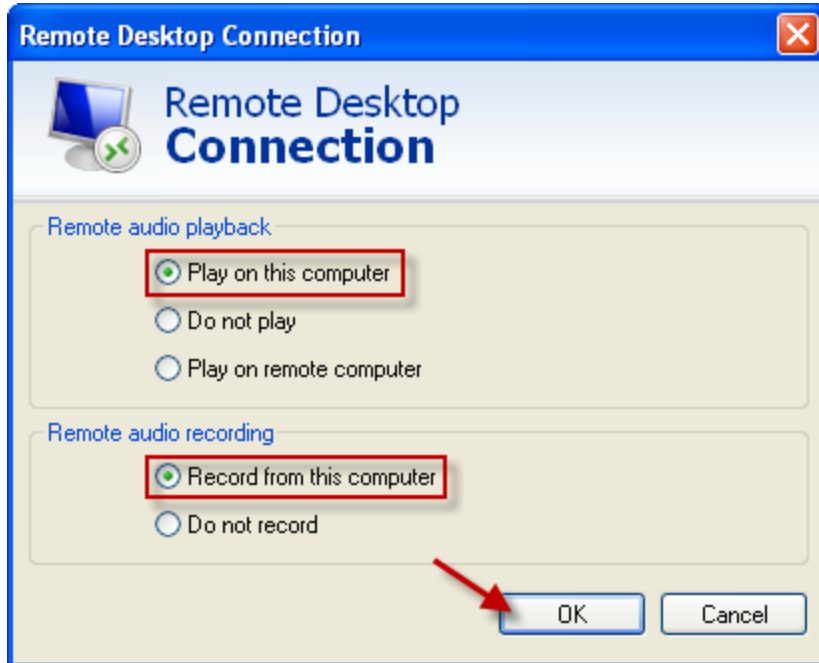 Remote Desktop Connection
Remote Desktop
Connection
Remote audio playback
Play on this computer
Do not play
Play on remote computer
Remote audio recording
Record from this computer
Do not record
OK
Cancel